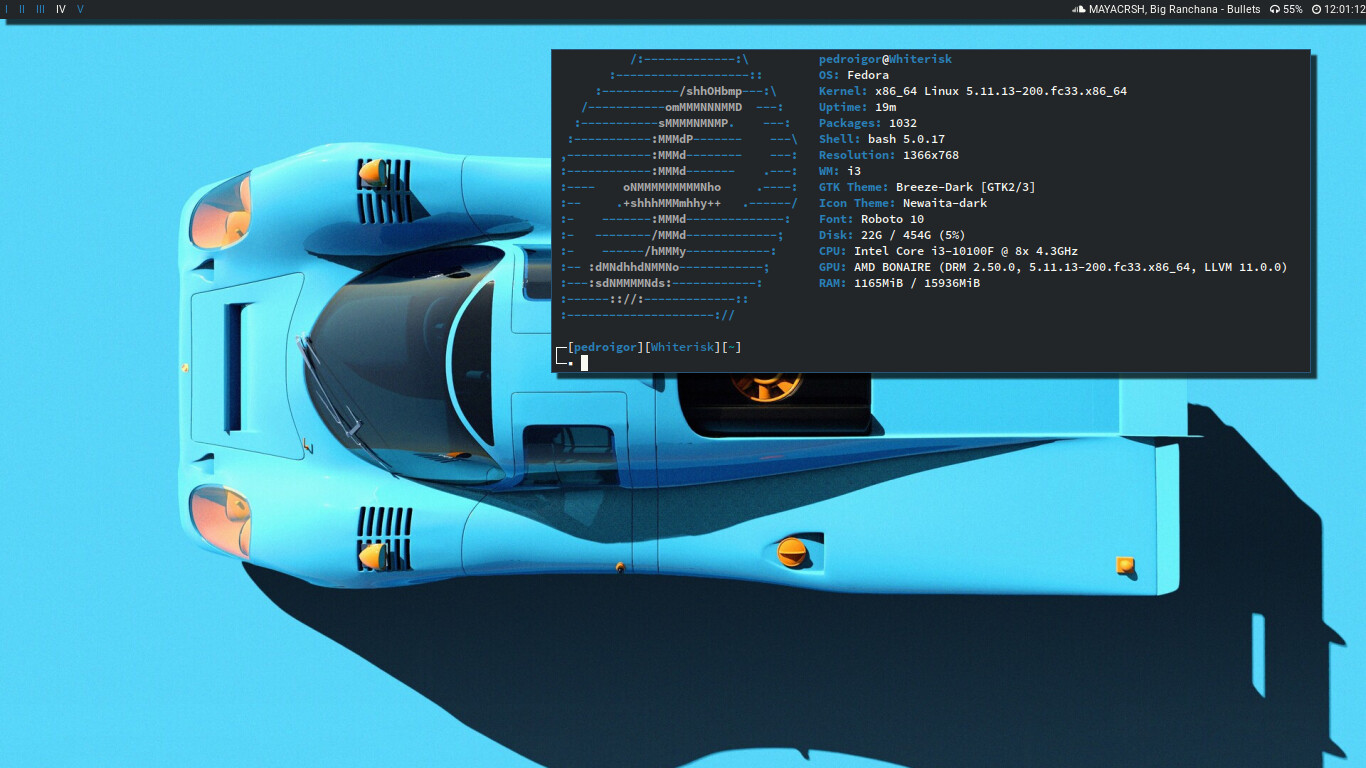 I II III IV V
MAYACRSH, Big Ranchana - Bullets 55% 12:01:12
/:-------------:\ pedroigor@Whiterisk
:-------------------:: OS: Fedora
:-----------/shhOHbmp---:\ Kernel: x86_64 Linux 5.11.13-200.fc33.x86_64
/-----------omMMMNNNMMD ---: Uptime: 19m
:-----------sMMMMNMNMP. ---: Packages: 1032
:-----------:MMMdP------- ---\ Shell: bash 5.0.17
,------------:MMMd-------- ---: Resolution: 1366x768
:------------:MMMd------- .---: WM: i3
:---- oNMMMMMMMMMNho .----: GTK Theme: Breeze-Dark [GTK2/3]
:-- .+shhhMMMmhhy++ .------/ Icon Theme: Newaita-dark
:- -------:MMMd--------------: Font: Roboto 10
:- --------/MMMd-------------; Disk: 22G / 454G (5%)
:- ------/hMMMy------------: CPU: Intel Core i3-10100F @ 8x 4.3GHz
:-- :dMNdhhdNMMNo------------; GPU: AMD BONAIRE (DRM 2.50.0, 5.11.13-200.fc33.x86_64, LLVM 11.0.0)
:---:sdNMMMMNds:------------: RAM: 1165MiB / 15936MiB
:------:://:-------------::
:---------------------://
[pedroigor][Whiterisk][~]